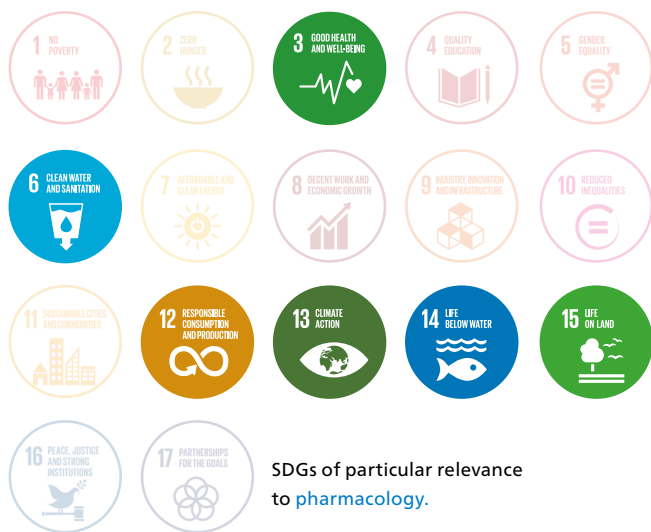 1 NO
POVERTY
2 ZERO
HUNGER
3 GOOD HEALTH
AND WELL-BEING
4 QUALITY
EDUCATION
5 GENDER
EQUALITY
6 CLEAN WATER
AND SANITATION
7 AFFORDABLE AND
CLEAN ENERGY
8 DECENT WORK AND
ECONOMIC GROWTH
9 INDUSTRY, INNOVATION
AND INFRASTRUCTURE
10 REDUCED
INEQUALITIES
11 SUSTAINABLE CITIES
AND COMMUNITIES
12 RESPONSIBLE
CONSUMPTION
AND PRODUCTION
13 CLIMATE
ACTION
14 LIFE
BELOW WATER
15 LIFE
ON LAND
16 PEACE, JUSTICE
AND STRONG
INSTITUTIONS
17 PARTNERSHIPS
FOR THE GOALS
SDGs of particular relevance
to pharmacology.